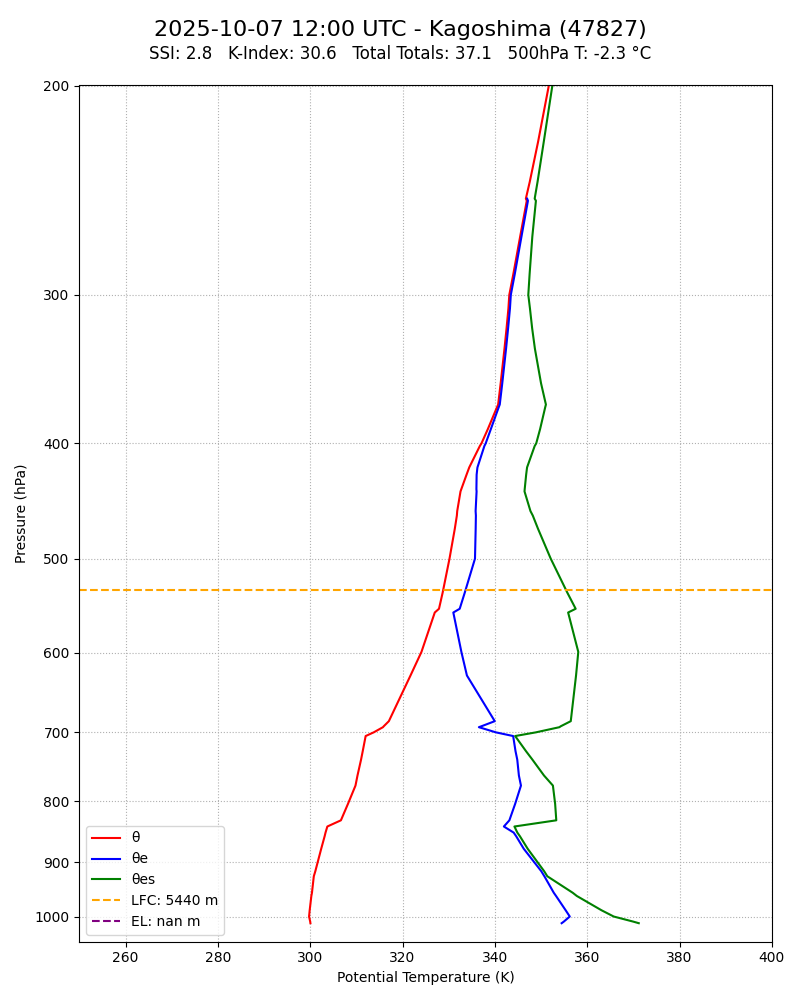 2025-10-07 12:00 UTC - Kagoshima (47827)
SSI: 2.8   K-Index: 30.6   Total Totals: 37.1   500hPa T: -2.3 °C
200
300
400
500
600
700
800
900
1000
Pressure (hPa)
θ
θe
θes
LFC: 5440 m
EL: nan m
260
280
300
320
340
360
380
400
Potential Temperature (K)